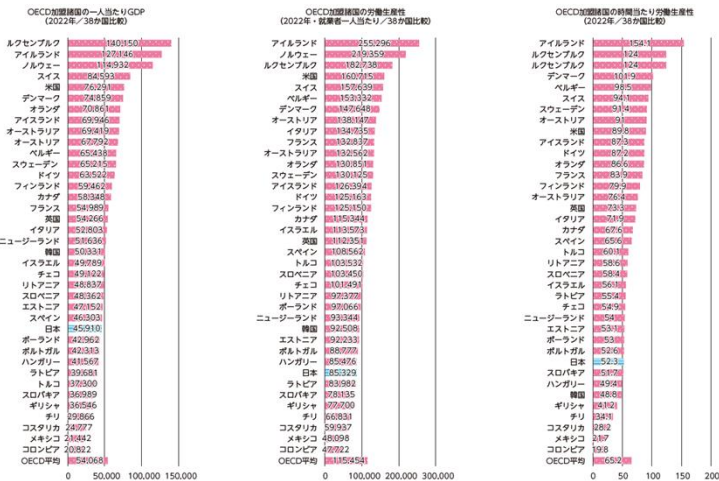 OECD加盟諸国の一人当たりGDP
(2022年/38か国比較)
ルクセンブルク 140,150
アイルランド 127,146
ノルウェー 114,932
スイス 84,593
米国 76,291
デンマーク 74,859
オランダ 70,861
アイスランド 69,946
オーストラリア 69,419
オーストリア 67,792
ベルギー 65,438
スウェーデン 65,215
ドイツ 63,522
フィンランド 59,462
カナダ 58,348
フランス 54,989
英国 54,266
イタリア 52,803
ニュージーランド 51,636
韓国 50,331
イスラエル 49,789
チェコ 49,122
リトアニア 48,837
スロベニア 48,362
エストニア 47,152
スペイン 46,303
日本 45,910
ポーランド 42,962
ポルトガル 42,313
ハンガリー 41,567
ラトビア 39,681
トルコ 37,300
スロバキア 36,989
ギリシャ 36,546
チリ 29,866
コスタリカ 24,777
メキシコ 21,442
コロンビア 20,822
OECD平均 54,068
0 50,000 100,000 150,000
OECD加盟諸国の労働生産性
(2022年・就業者一人当たり/38か国比較)
アイルランド 255,296
ノルウェー 219,359
ルクセンブルク 182,738
米国 160,715
スイス 157,639
ベルギー 153,332
デンマーク 147,648
オーストリア 138,147
イタリア 134,735
フランス 132,837
オーストラリア 132,562
オランダ 130,851
スウェーデン 130,125
アイスランド 126,394
ドイツ 125,163
フィンランド 125,150
カナダ 115,344
イスラエル 113,573
英国 112,351
スペイン 108,562
トルコ 103,532
スロベニア 103,450
チェコ 101,491
リトアニア 97,377
ポーランド 97,066
ニュージーランド 93,344
韓国 92,508
エストニア 92,233
ポルトガル 88,777
ハンガリー 85,476
日本 85,329
ラトビア 83,982
スロバキア 78,135
ギリシャ 77,700
チリ 66,831
コスタリカ 59,937
メキシコ 48,098
コロンビア 47,722
OECD平均 115,454
0 100,000 200,000 300,000
OECD加盟諸国の時間当たり労働生産性
(2022年/38か国比較)
アイルランド 154.1
ルクセンブルク 124
ルクセンブルク 124
デンマーク 101.9
ベルギー 98.5
スイス 94.1
スウェーデン 91.4
オーストリア 91
米国 89.8
アイスランド 87.3
ドイツ 87.2
オランダ 86.6
フランス 83.9
フィンランド 79.9
オーストラリア 76.4
英国 73.3
イタリア 71.9
カナダ 67.6
スペイン 65.6
トルコ 60.1
リトアニア 58.6
スロベニア 58.4
イスラエル 56.1
ラトビア 55.4
チェコ 54.9
ニュージーランド 54
エストニア 53.1
ポーランド 53
ポルトガル 52.6
日本 52.3
スロバキア 51.7
ハンガリー 49.4
韓国 48.8
ギリシャ 41.2
チリ 34.1
コスタリカ 28.2
メキシコ 21.7
コロンビア 19.8
OECD平均 65.2
0 50 100 150 200